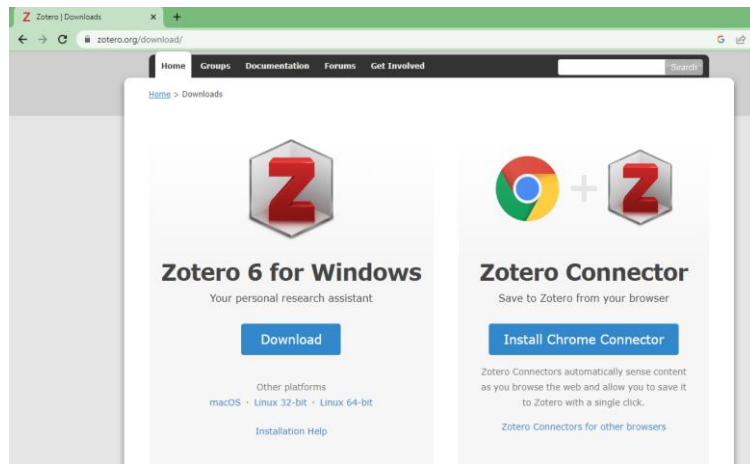 Zotero | Downloads
zotero.org/download/
Home Groups Documentation Forums Get Involved Search
Home > Downloads
Z
Z
Zotero 6 for Windows
Your personal research assistant
Download
Other platforms
macOS · Linux 32-bit · Linux 64-bit
Installation Help
Zotero Connector
Save to Zotero from your browser
Install Chrome Connector
Zotero Connectors automatically sense content
as you browse the web and allow you to save it
to Zotero with a single click.
Zotero Connectors for other browsers